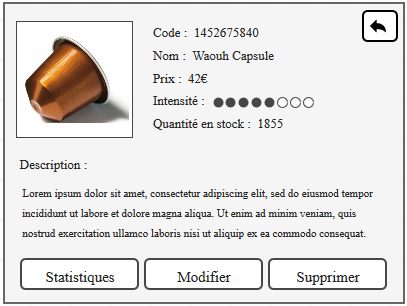 Code : 1452675840
Nom : Waouh Capsule
Prix : 42€
Intensité :
Quantité en stock : 1855
Description :
Lorem ipsum dolor sit amet, consectetur adipiscing elit, sed do eiusmod tempor
incididunt ut labore et dolore magna aliqua. Ut enim ad minim veniam, quis
nostrud exercitation ullamco laboris nisi ut aliquip ex ea commodo consequat.
Statistiques
Modifier
Supprimer